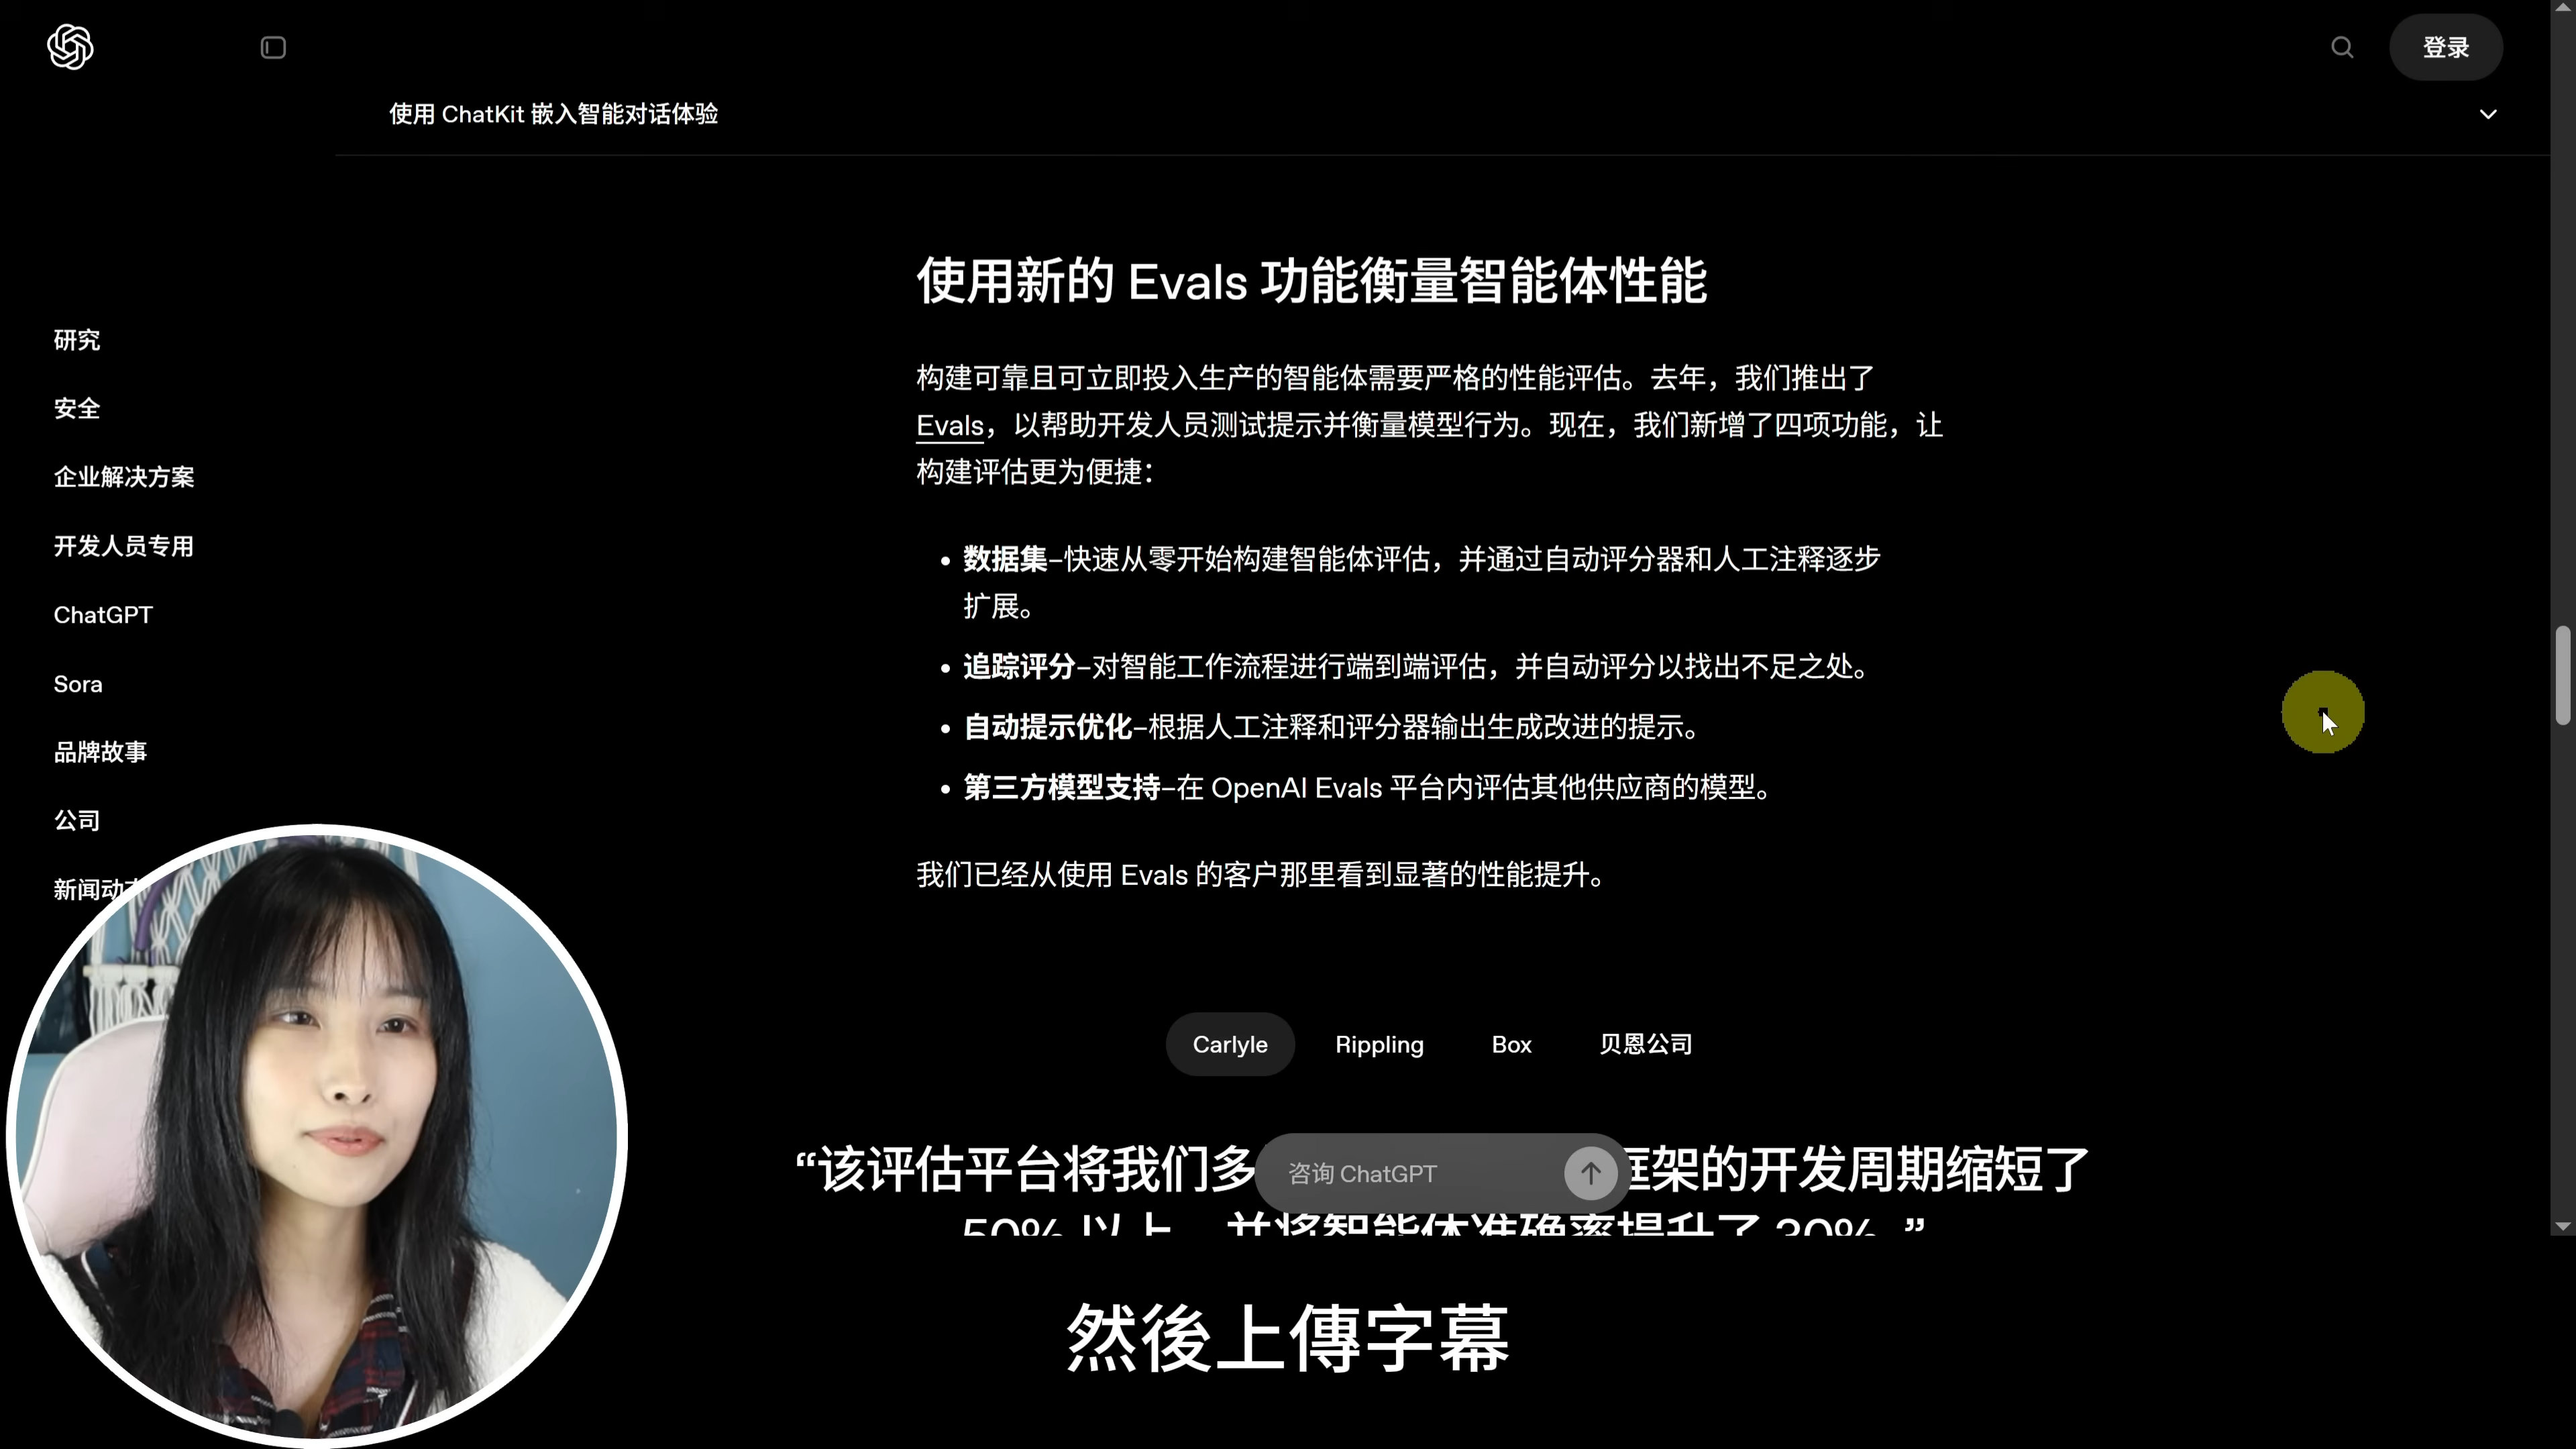 登录
使用 ChatKit 嵌入智能对话体验
使用新的 Evals 功能衡量智能体性能
构建可靠且可立即投入生产的智能体需要严格的性能评估。去年，我们推出了
Evals，以帮助开发人员测试提示并衡量模型行为。现在，我们新增了四项功能，让
构建评估更为便捷：
数据集–快速从零开始构建智能体评估，并通过自动评分器和人工注释逐步
扩展。
追踪评分–对智能工作流程进行端到端评估，并自动评分以找出不足之处。
自动提示优化–根据人工注释和评分器输出生成改进的提示。
第三方模型支持–在 OpenAI Evals 平台内评估其他供应商的模型。
我们已经从使用 Evals 的客户那里看到显著的性能提升。
研究
安全
企业解决方案
开发人员专用
ChatGPT
Sora
品牌故事
公司
新闻动
Carlyle
Rippling
Box
贝恩公司
“该评估平台将我们多
架的开发周期缩短了
咨询 ChatGPT
50% 以上，并将智能体准确率提升了 30%。”
然後上傳字幕